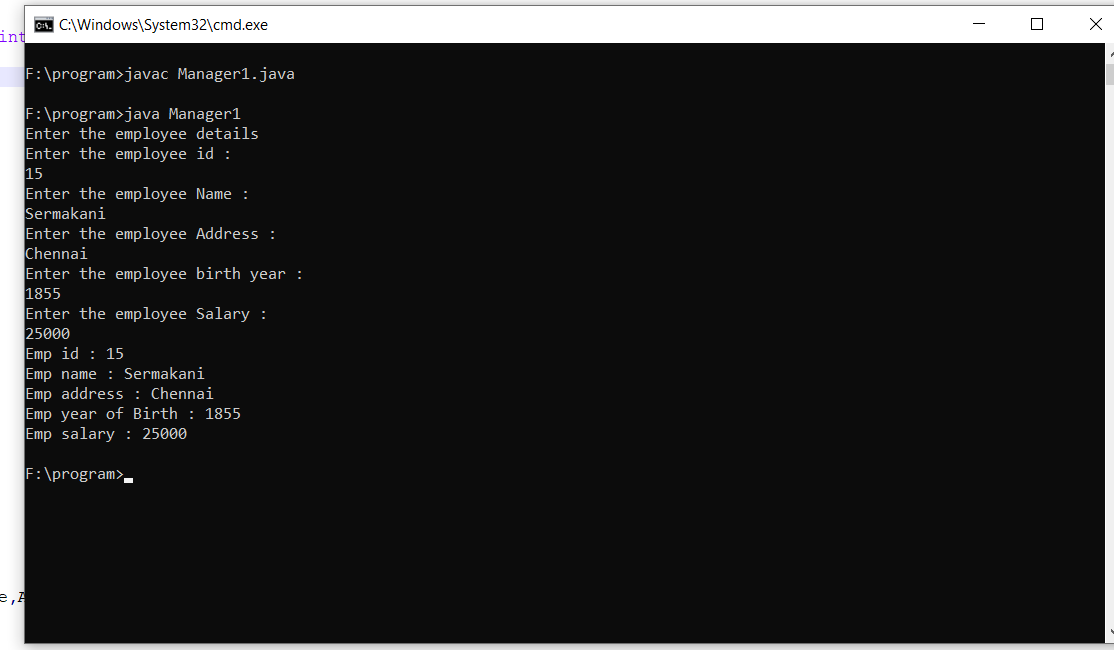 C:\Windows\System32\cmd.exe
int
F:\program>javac Manager1.java
F:\program>java Manager1
Enter the employee details
Enter the employee id :
15
Enter the employee Name :
Sermakani
Enter the employee Address :
Chennai
Enter the employee birth year :
1855
Enter the employee Salary :
25000
Emp id : 15
Emp name : Sermakani
Emp address : Chennai
Emp year of Birth : 1855
Emp salary : 25000
F:\program>
e,A